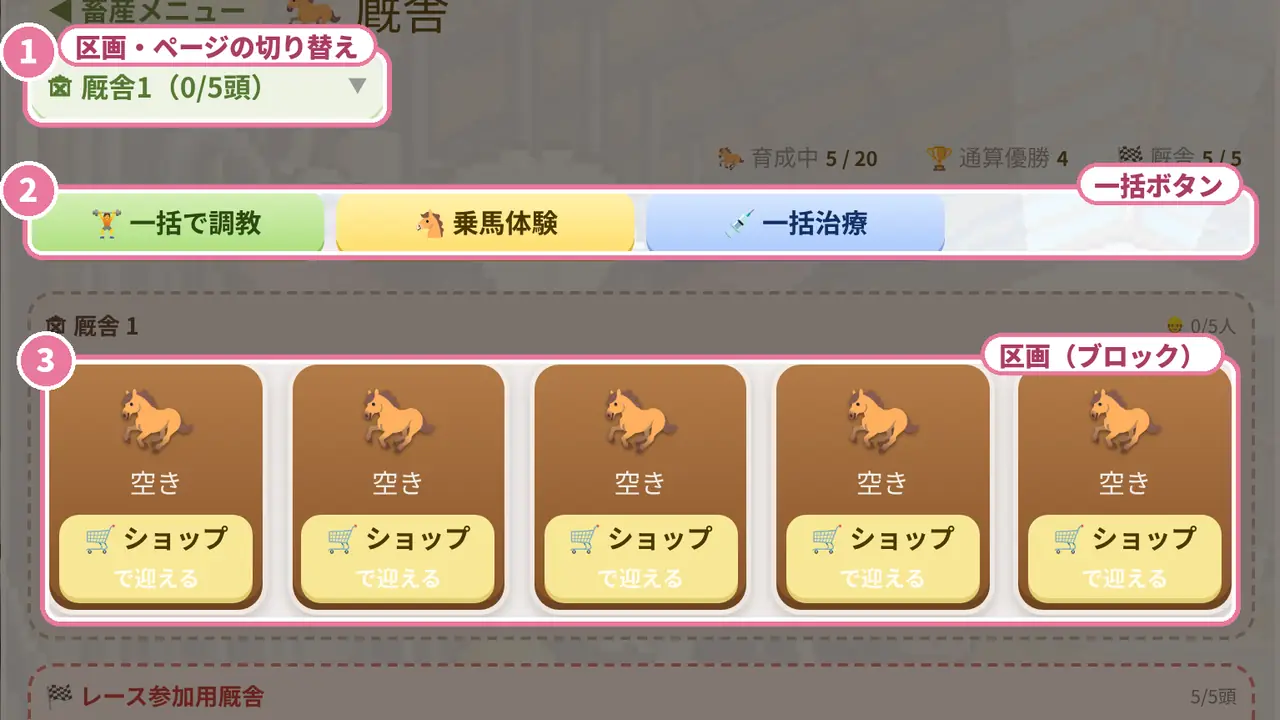 畜産メニュー
厩舎
1
区画・ページの切り替え
厩舎1（0/5頭）
育成中 5 / 20
通算優勝 4
厩舎 5 / 5
2
一括ボタン
一括で調教
乗馬体験
一括治療
厩舎 1
0/5人
3
区画（ブロック）
空き
空き
空き
空き
空き
ショップ
で迎える
ショップ
で迎える
ショップ
で迎える
ショップ
で迎える
ショップ
で迎える
レース参加用厩舎
5/5頭